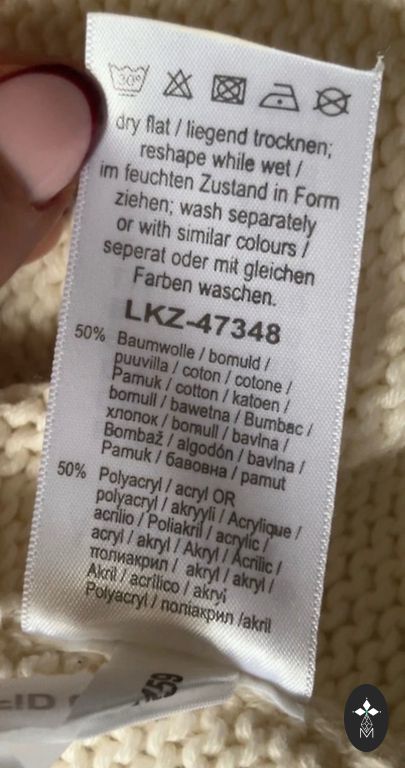 30°
dry flat / liegend trocknen;
reshape while wet /
im feuchten Zustand in Form
ziehen; wash separately
or with similar colours /
seperat oder mit gleichen
Farben waschen.
LKZ-47348
50% Baumwolle / bomuld /
puuvilla / coton / cotone /
Pamuk / cotton / katoen /
bomull / bawełna / Bumbac /
хлопок / bomull / bavlna /
Bombaž / algodón / bavlna /
Pamuk / бавовна / pamut
50% Polyacryl / acryl OR
polyacryl / akryyli / Acrylique /
acrilio / Poliakril / acrylic /
acryl / akryl / Akryl / Acrilic /
полиакрил / akryl / akryl /
Akril / acrílico / akryl
Polyacryl / поліакрил /akril